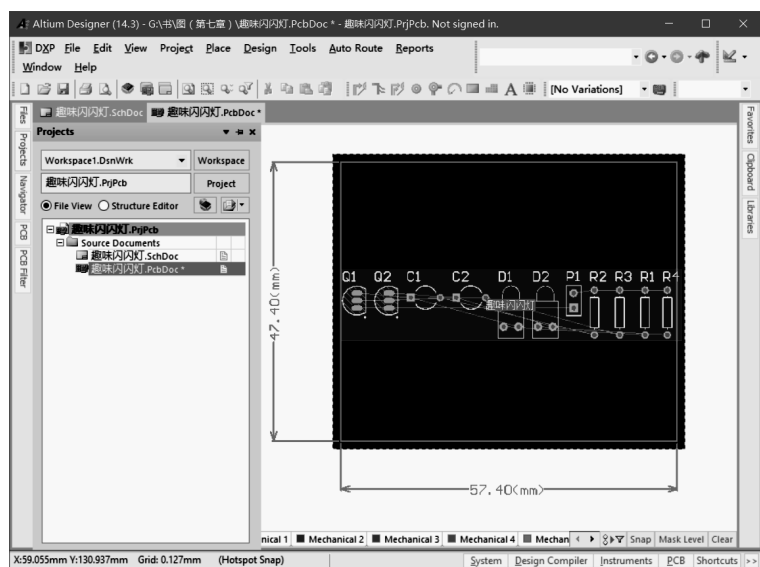 Altium Designer (14.3) - G:\书\图 ( 第七章 ) \趣味闪闪灯.PcbDoc * - 趣味闪闪灯.PrjPcb. Not signed in.
DXP File Edit View Project Place Design Tools Auto Route Reports
Window Help
[No Variations]
趣味闪闪灯.SchDoc 趣味闪闪灯.PcbDoc *
Files
Projects
Navigator
PCB
PCB Filter
Projects
Workspace1.DsnWrk Workspace
趣味闪闪灯.PrjPcb Project
File View Structure Editor
趣味闪闪灯.PrjPcb
Source Documents
趣味闪闪灯.SchDoc
趣味闪闪灯.PcbDoc *
47.40(mm)
Q1 Q2 C1 C2 D1 D2 P1 R2 R3 R1 R4
趣味闪闪灯
57.40(mm)
Favorites
Clipboard
Libraries
nical 1 Mechanical 2 Mechanical 3 Mechanical 4 Mechan Snap Mask Level Clear
X:59.055mm Y:130.937mm Grid: 0.127mm (Hotspot Snap) System Design Compiler Instruments PCB Shortcuts >>